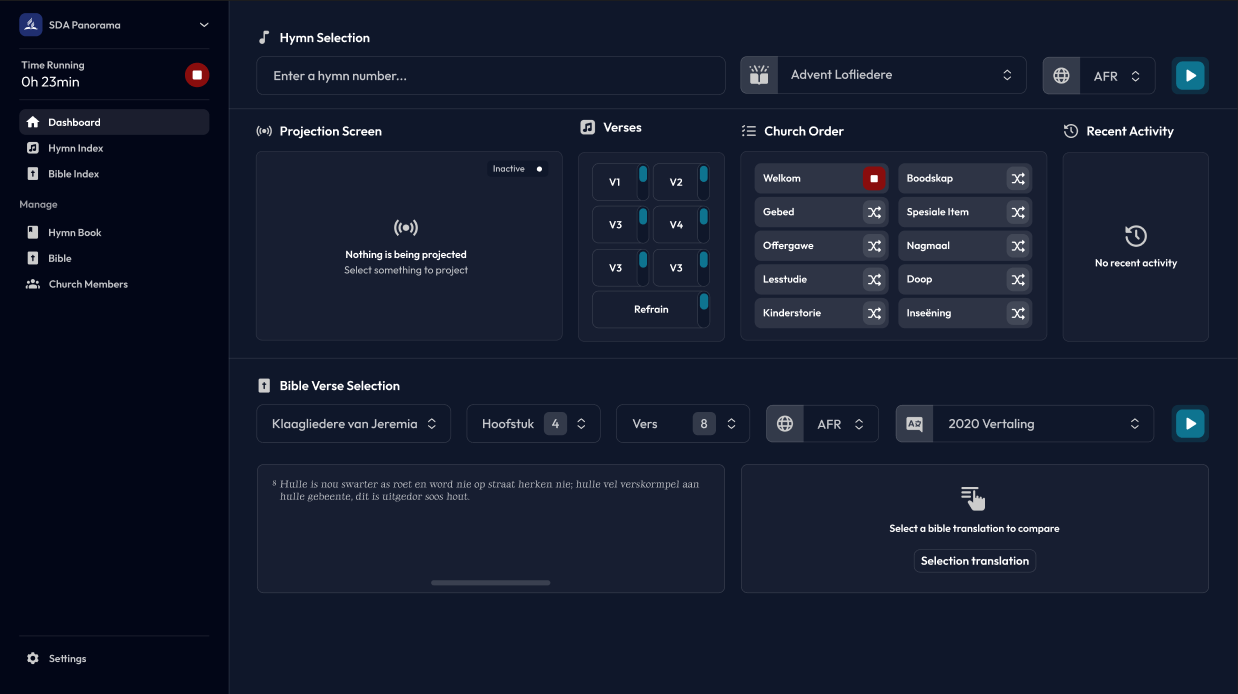 SDA Panorama
Time Running
0h 23min
Dashboard
Hymn Index
Bible Index
Manage
Hymn Book
Bible
Church Members
Settings
Hymn Selection
Enter a hymn number...
Advent Lofliedere
AFR
Projection Screen
Inactive
Nothing is being projected
Select something to project
Verses
V1
V2
V3
V4
V3
V3
Refrain
Church Order
Welkom
Boodskap
Gebed
Spesiale Item
Offergawe
Nagmaal
Lesstudie
Doop
Kinderstorie
Inseëning
Recent Activity
No recent activity
Bible Verse Selection
Klaagliedere van Jeremia
Hoofstuk 4
Vers 8
AFR
2020 Vertaling
8 Hulle is nou swarter as roet en word nie op straat herken nie; hulle vel verskormpel aan
hulle gebeente, dit is uitgedor soos hout.
Select a bible translation to compare
Selection translation